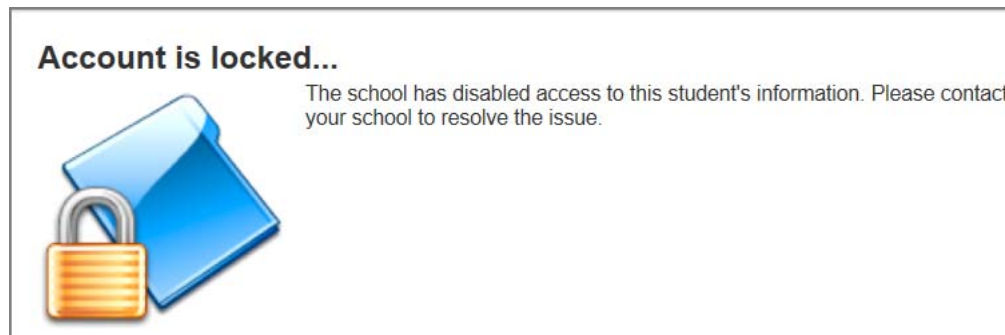 Account is locked...
The school has disabled access to this student's information. Please contact
your school to resolve the issue.